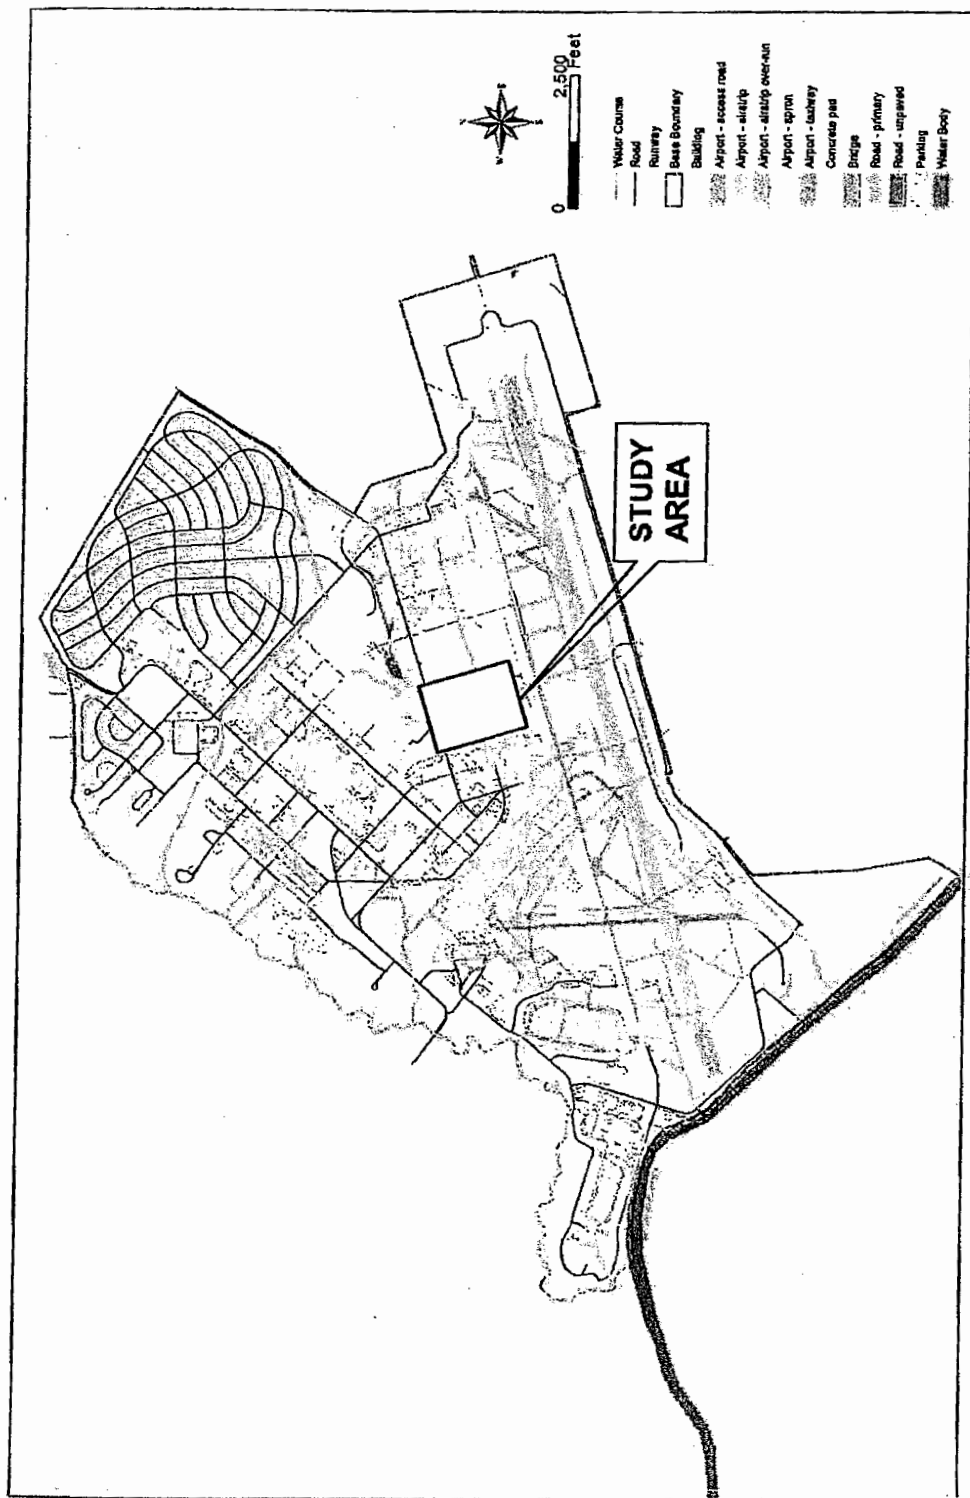 STUDY
AREA
0
2,500
Feet
Water Course
Road
Runway
Base Boundary
Building
Airport - access road
Airport - airstrip
Airport - airstrip over-run
Airport - apron
Airport - taxiway
Concrete pad
Bridge
Road - primary
Road - unpaved
Parking
Water Body